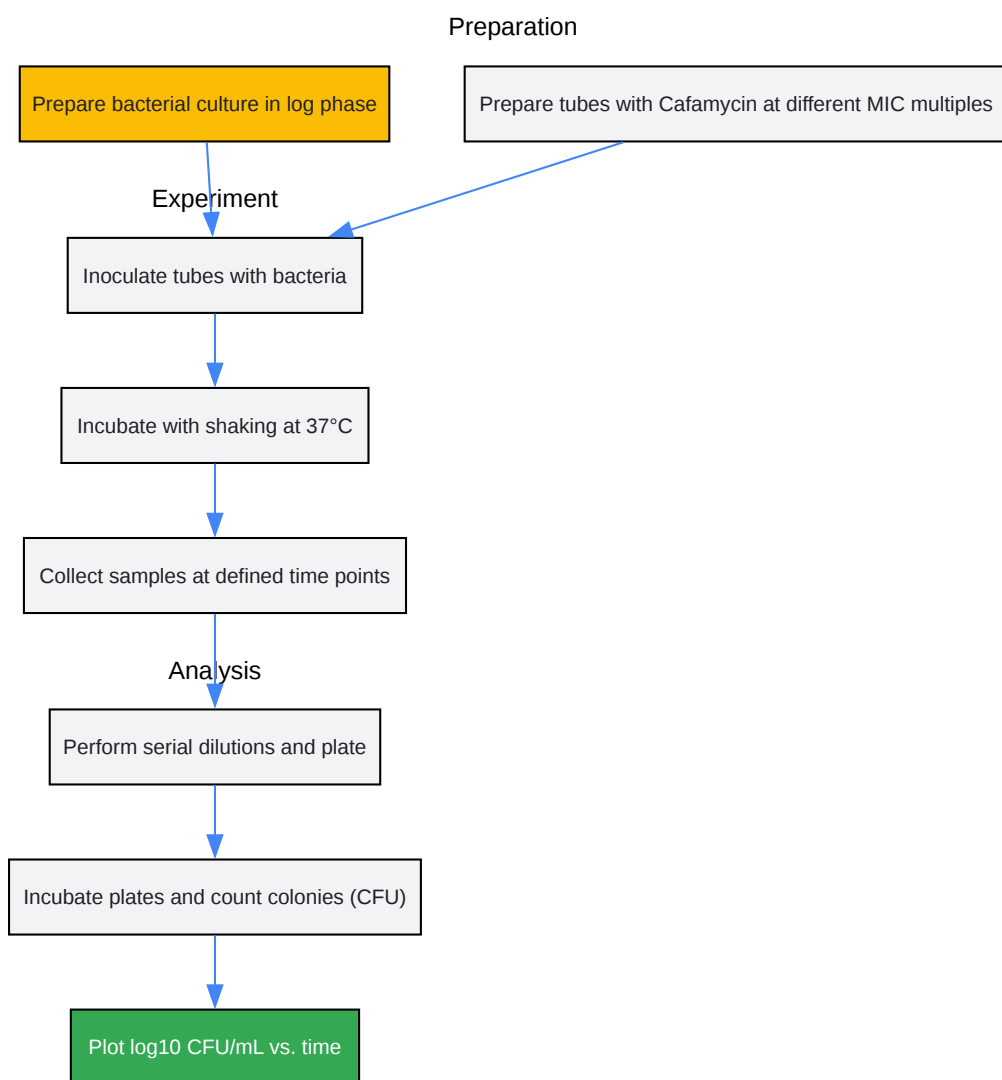 Preparation
Prepare bacterial culture in log phase
Prepare tubes with Cafamycin at different MIC multiples
Experiment
Inoculate tubes with bacteria
Incubate with shaking at 37°C
Collect samples at defined time points
Analysis
Perform serial dilutions and plate
Incubate plates and count colonies (CFU)
Plot log10 CFU/mL vs. time